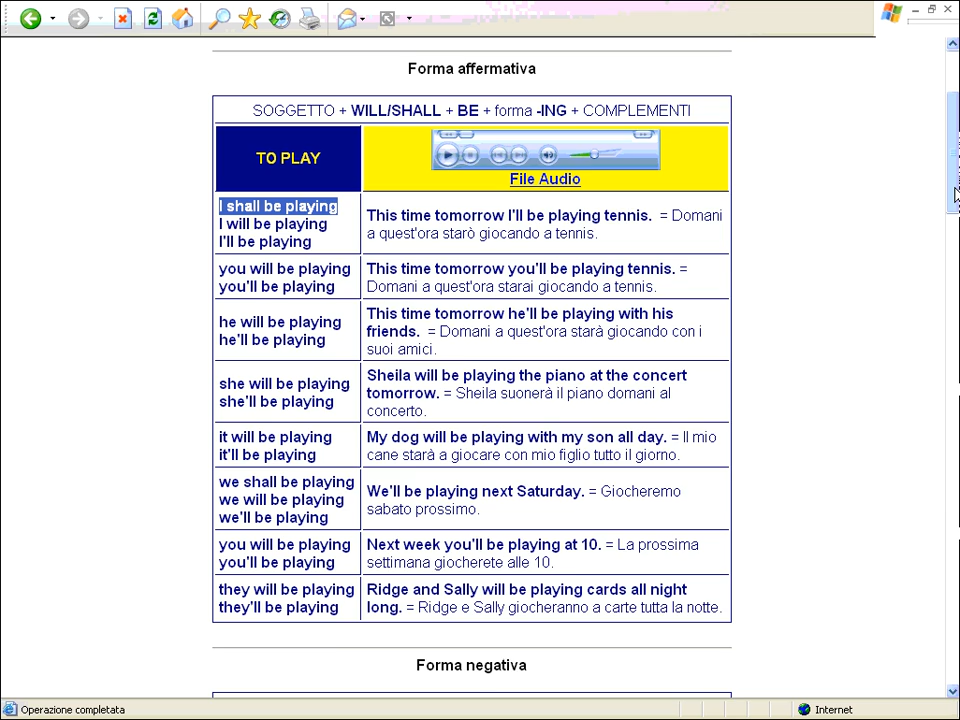 Forma affermativa
SOGGETTO + WILL/SHALL + BE + forma -ING + COMPLEMENTI
TO PLAY
File Audio
I shall be playing
I will be playing
I'll be playing
This time tomorrow I'll be playing tennis. = Domani
a quest'ora starò giocando a tennis.
you will be playing
you'll be playing
This time tomorrow you'll be playing tennis. =
Domani a quest'ora starai giocando a tennis.
he will be playing
he'll be playing
This time tomorrow he'll be playing with his
friends. = Domani a quest'ora starà giocando con i
suoi amici.
she will be playing
she'll be playing
Sheila will be playing the piano at the concert
tomorrow. = Sheila suonerà il piano domani al
concerto.
it will be playing
it'll be playing
My dog will be playing with my son all day. = Il mio
cane starà a giocare con mio figlio tutto il giorno.
we shall be playing
we will be playing
we'll be playing
We'll be playing next Saturday. = Giocheremo
sabato prossimo.
you will be playing
you'll be playing
Next week you'll be playing at 10. = La prossima
settimana giocherete alle 10.
they will be playing
they'll be playing
Ridge and Sally will be playing cards all night
long. = Ridge e Sally giocheranno a carte tutta la notte.
Forma negativa
Operazione completata
Internet